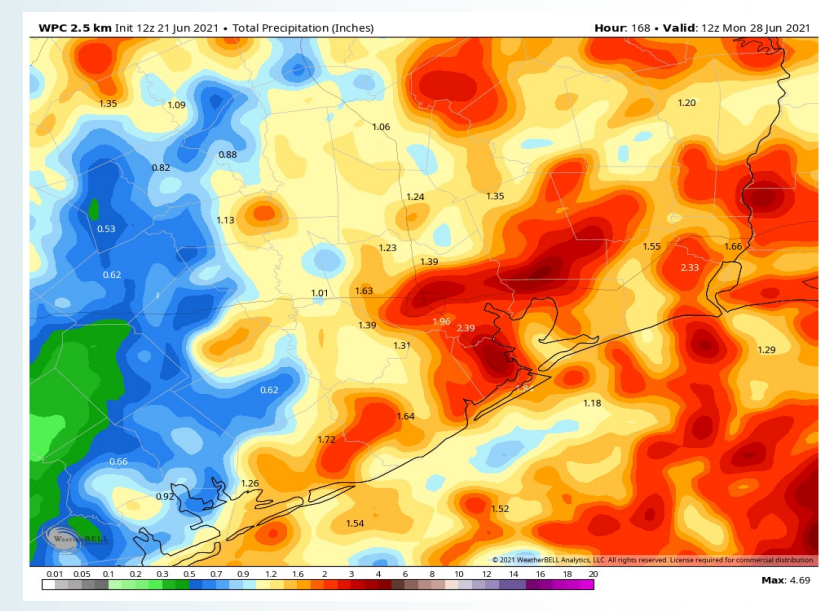 WPC 2.5 km Init 12z 21 Jun 2021 • Total Precipitation (Inches) Hour: 168 • Valid: 12z Mon 28 Jun 2021
1.35 1.09 1.20
1.06
0.82 0.88
1.24 1.35
1.13
0.53
1.23 1.55 1.66
1.39 2.33
0.62
1.01 1.63
1.39 1.96 2.39
1.31 1.29
0.62
1.18
1.64
1.72
0.66
1.26
0.92
1.52
1.54
WeatherBELL
© 2021 WeatherBELL Analytics, LLC. All rights reserved. License required for commercial distribution.
0.01 0.05 0.1 0.2 0.3 0.5 0.7 0.9 1.2 1.6 2 3 4 6 8 10 12 14 16 18 20
Max: 4.69